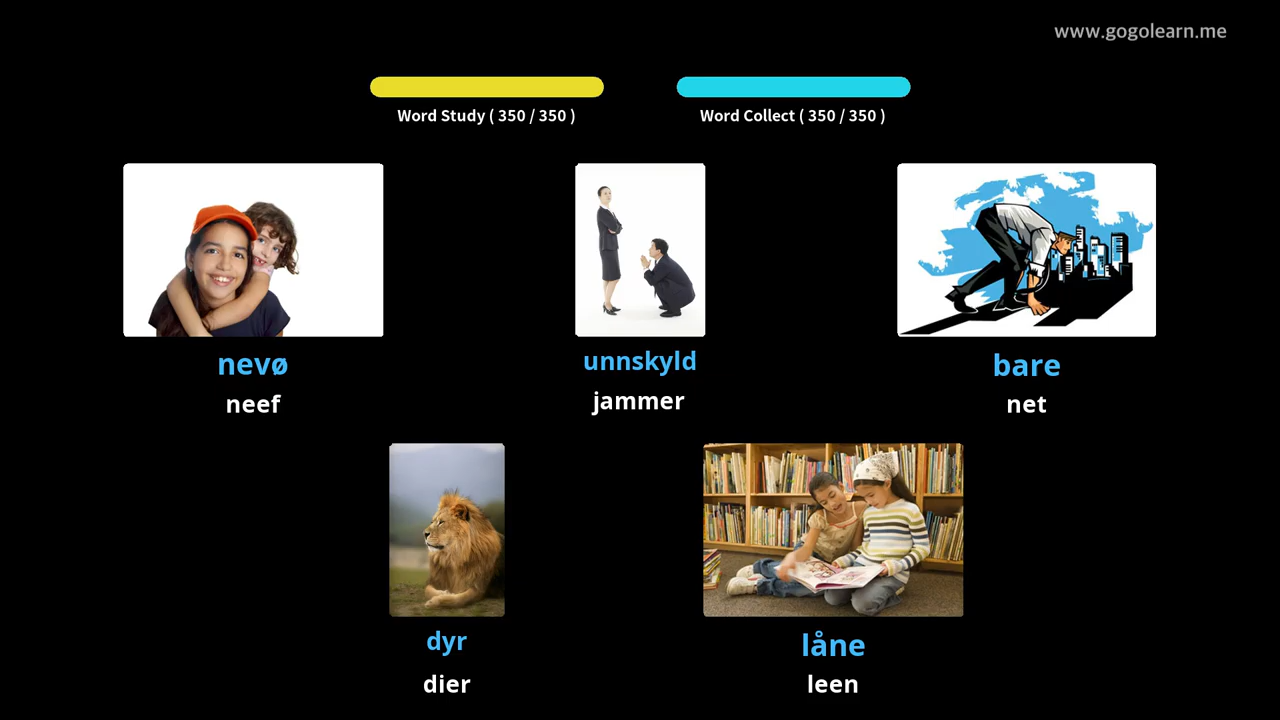 www.gogolearn.me
Word Study ( 350 / 350 )
Word Collect ( 350 / 350 )
nevø
neef
unnskyld
jammer
bare
net
dyr
dier
låne
leen